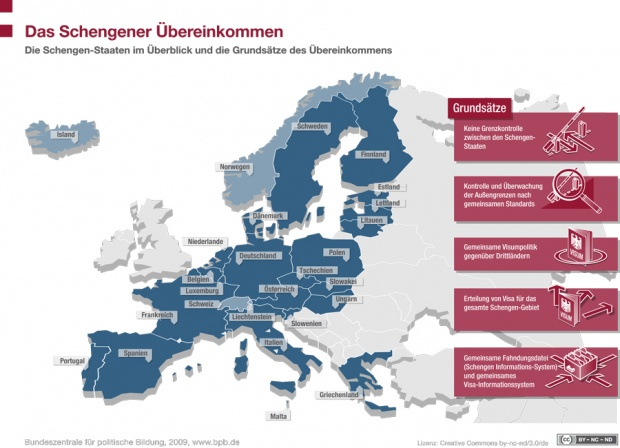 Das Schengener Übereinkommen
Die Schengen-Staaten im Überblick und die Grundsätze des Übereinkommens
Island
Schweden
Finnland
Norwegen
Estland
Lettland
Dänemark
Litauen
Niederlande
Deutschland
Polen
Belgien
Tschechien
Luxemburg
Slowakei
Österreich
Schweiz
Ungarn
Frankreich
Liechtenstein
Slowenien
Italien
Spanien
Portugal
Griechenland
Malta
Grundsätze
Keine Grenzkontrolle
zwischen den Schengen-
Staaten
Kontrolle und Überwachung
der Außengrenzen nach
gemeinsamen Standards
Gemeinsame Visumpolitik
gegenüber Drittländern
VISUM
Erteilung von Visa für das
gesamte Schengen-Gebiet
VISUM
Gemeinsame Fahndungsdatei
(Schengen Informations-System)
und gemeinsames
Visa-Informationssystem
Bundeszentrale für politische Bildung, 2009, www.bpb.de
Lizenz: Creative Commons by-nc-nd/3.0/de
cc BY - NC - ND